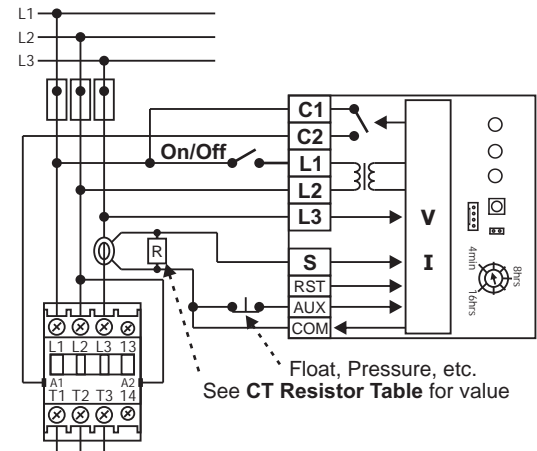 L1
L2
L3
On/Off
C1
C2
L1
L2
L3
S
RST
AUX
COM
V
I
4min
8hrs
16hrs
R
L1 L2 L3 13
A1 A2
T1 T2 T3 14
Float, Pressure, etc.
See CT Resistor Table for value